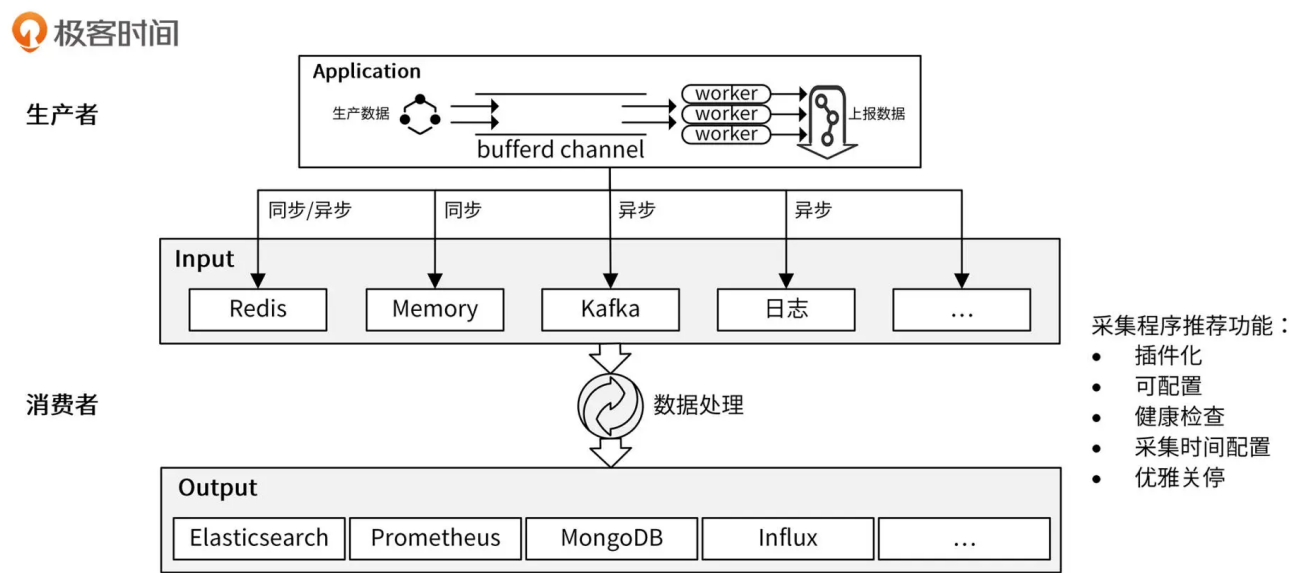 极客时间
Application
生产者
生产数据
worker
worker
worker
上报数据
bufferd channel
同步/异步
同步
异步
异步
Input
Redis
Memory
Kafka
日志
...
消费者
数据处理
采集程序推荐功能：
• 插件化
• 可配置
• 健康检查
• 采集时间配置
• 优雅关停
Output
Elasticsearch
Prometheus
MongoDB
Influx
...